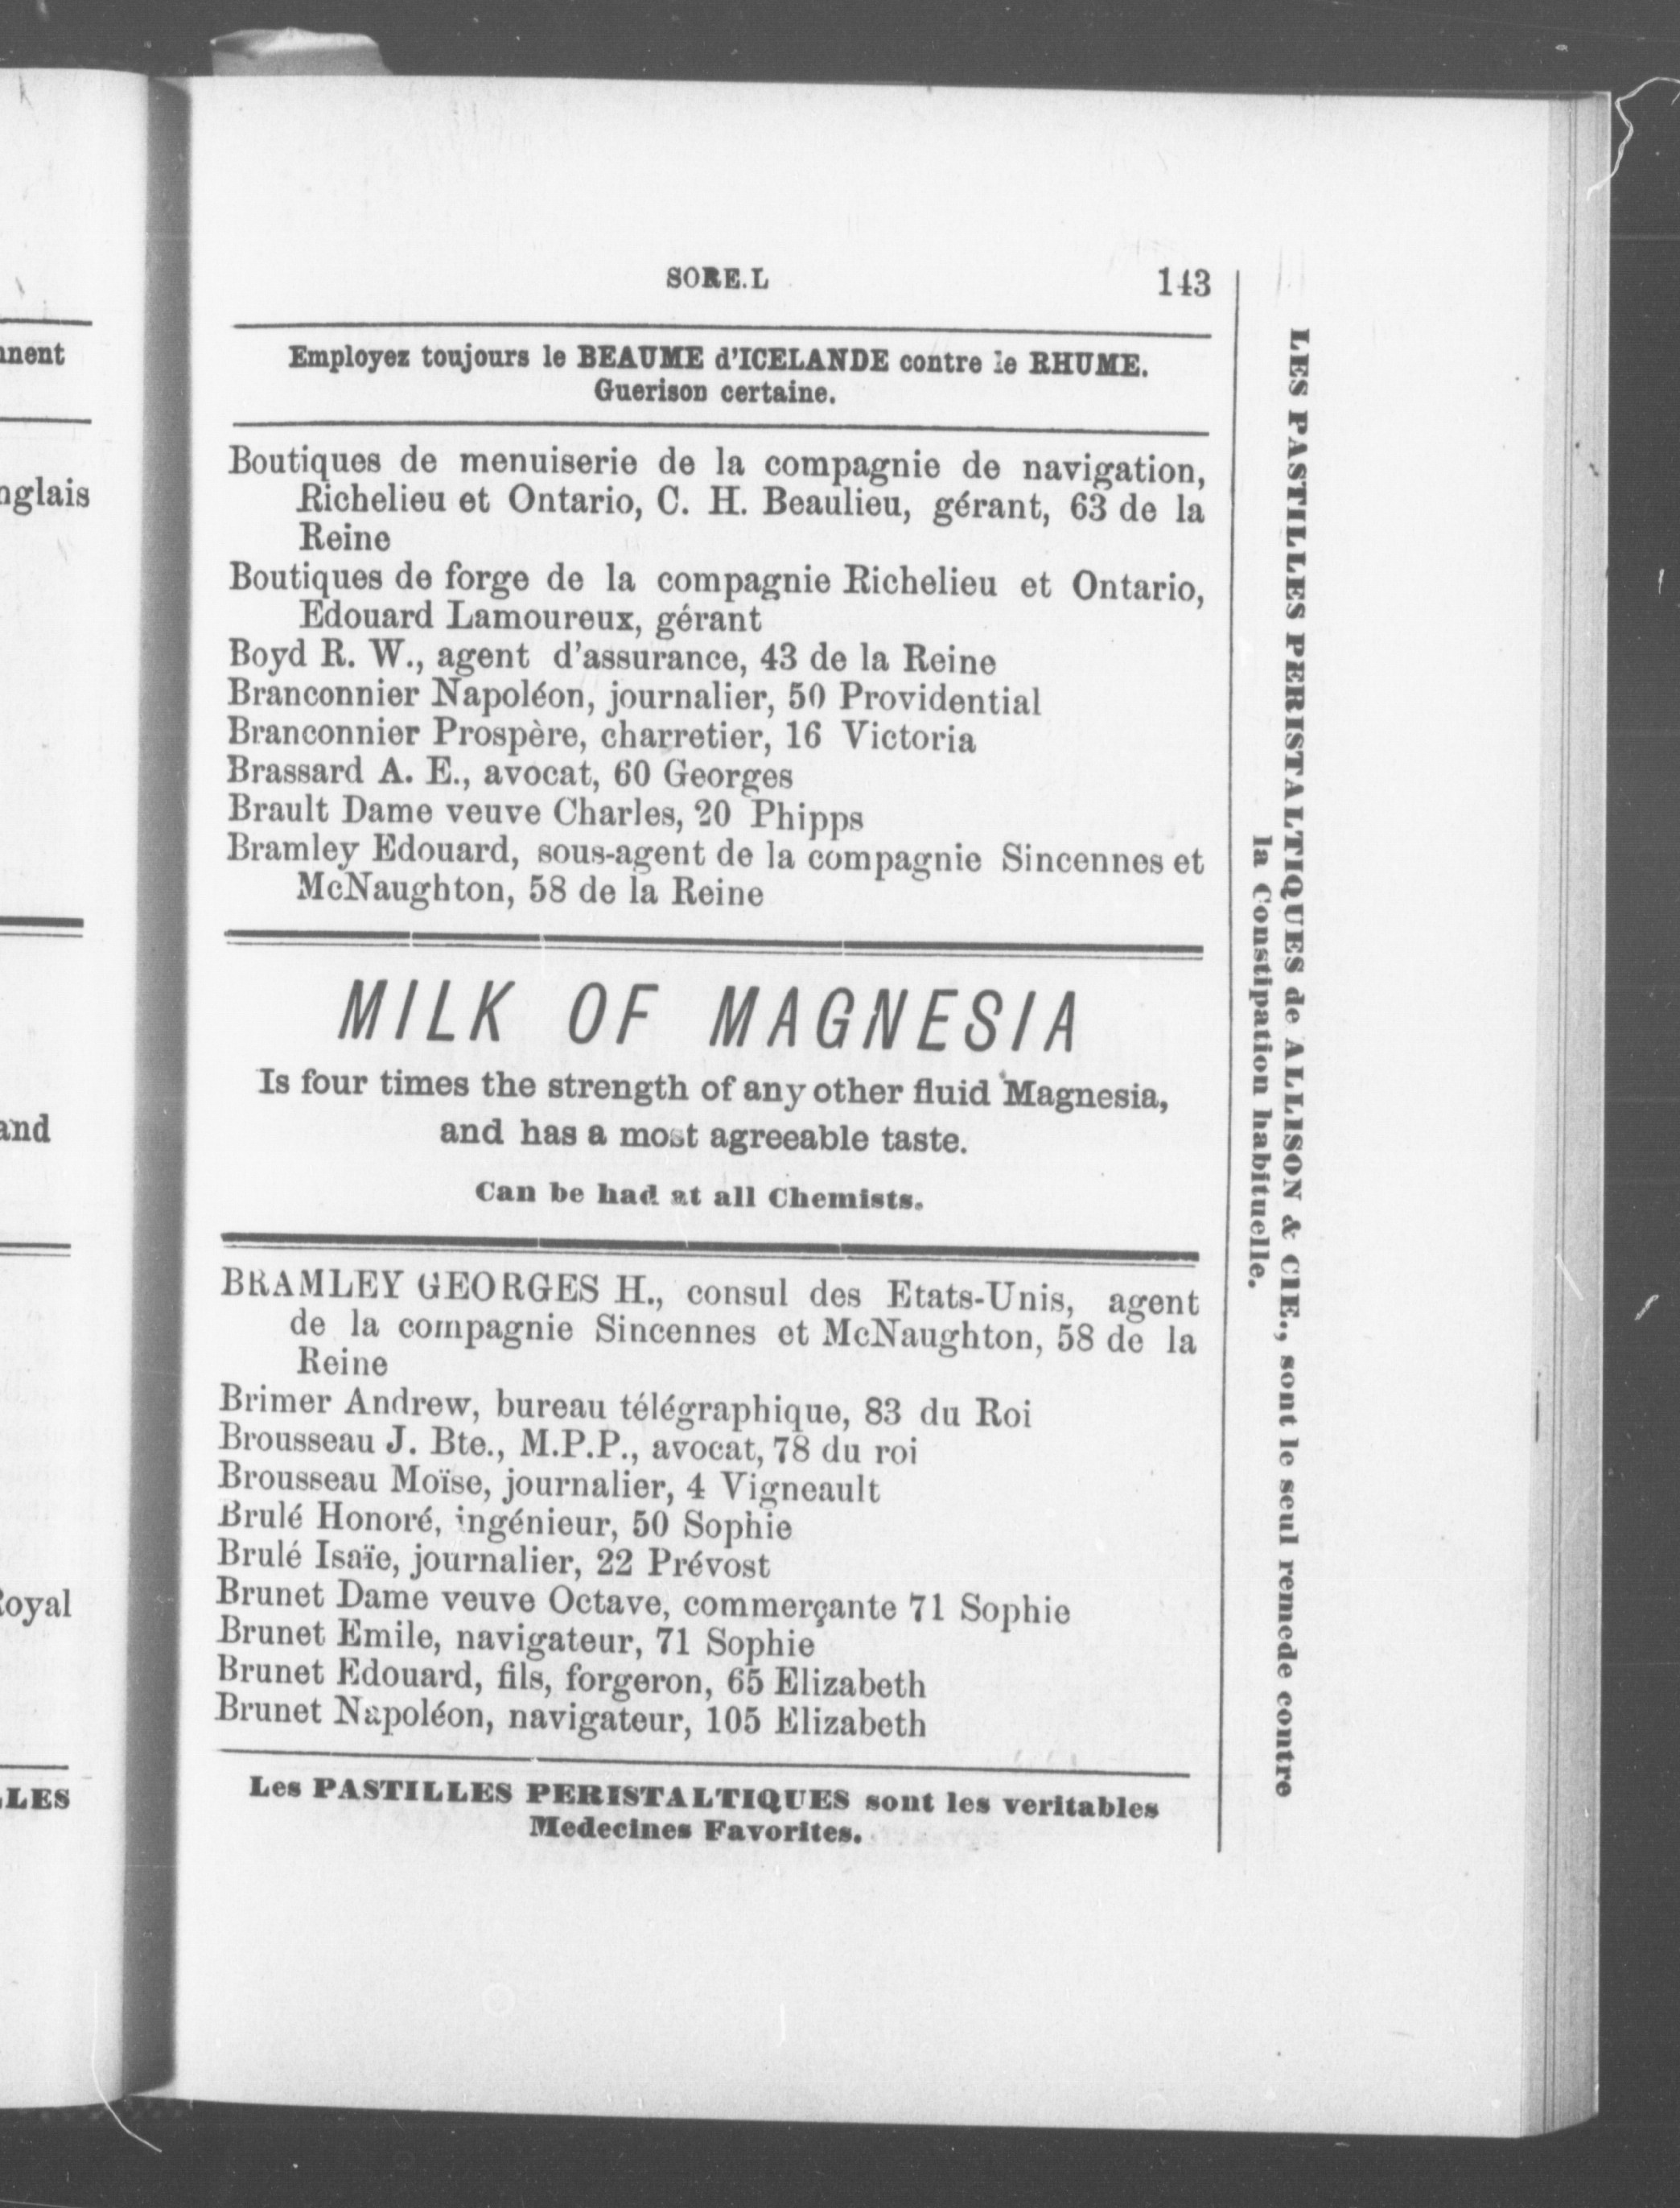 SORE.L
143
Employez toujours le BEAUME d'ICELANDE contre le RHUME.
Guerison certaine.
Boutiques de menuiserie de la compagnie de navigation,
Richelieu et Ontario, C. H. Beaulieu, gérant, 63 de la
Reine
Boutiques de forge de la compagnie Richelieu et Ontario,
Edouard Lamoureux, gérant
Boyd R. W., agent d'assurance, 43 de la Reine
Branconnier Napoléon, journalier, 50 Providential
Branconnier Prospère, charretier, 16 Victoria
Brassard A. E., avocat, 60 Georges
Brault Dame veuve Charles, 20 Phipps
Bramley Edouard, sous-agent de la compagnie Sincennes et
McNaughton, 58 de la Reine
MILK OF MAGNESIA
Is four times the strength of any other fluid Magnesia,
and has a most agreeable taste.
Can be had at all Chemists.
BRAMLEY GEORGES H., consul des Etats-Unis, agent
de la compagnie Sincennes et McNaughton, 58 de la
Reine
Brimer Andrew, bureau télégraphique, 83 du Roi
Brousseau J. Bte., M.P.P., avocat, 78 du roi
Brousseau Moïse, journalier, 4 Vigneault
Brulé Honoré, ingénieur, 50 Sophie
Brulé Isaïe, journalier, 22 Prévost
Brunet Dame veuve Octave, commerçante 71 Sophie
Brunet Emile, navigateur, 71 Sophie
Brunet Edouard, fils, forgeron, 65 Elizabeth
Brunet Napoléon, navigateur, 105 Elizabeth
Les PASTILLES PERISTALTIQUES sont les veritables
Medecines Favorites.
LES PASTILLES PERISTALTIQUES de ALLISON & CIE., sont le seul remede contre
la Constipation habituelle.